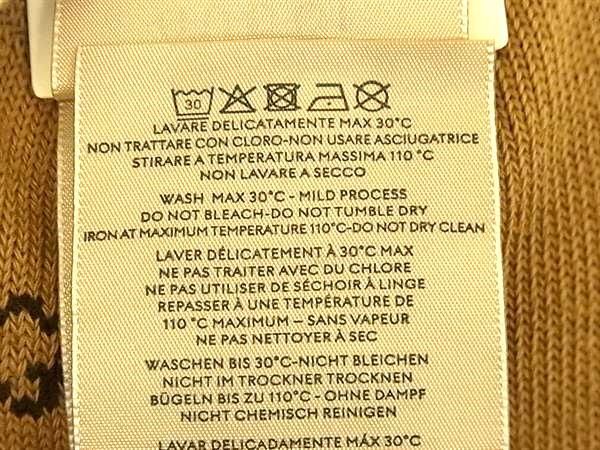 30
LAVARE DELICATAMENTE MAX 30°C
NON TRATTARE CON CLORO-NON USARE ASCIUGATRICE
STIRARE A TEMPERATURA MASSIMA 110 °C
NON LAVARE A SECCO
WASH MAX 30°C - MILD PROCESS
DO NOT BLEACH-DO NOT TUMBLE DRY
IRON AT MAXIMUM TEMPERATURE 110°C-DO NOT DRY CLEAN
LAVER DÉLICATEMENT À 30°C MAX
NE PAS TRAITER AVEC DU CHLORE
NE PAS UTILISER DE SÉCHOIR À LINGE
REPASSER À UNE TEMPÉRATURE DE
110 °C MAXIMUM – SANS VAPEUR
NE PAS NETTOYER À SEC
WASCHEN BIS 30°C-NICHT BLEICHEN
NICHT IM TROCKNER TROCKNEN
BÜGELN BIS ZU 110°C - OHNE DAMPF
NICHT CHEMISCH REINIGEN
LAVAR DELICADAMENTE MÁX 30°C